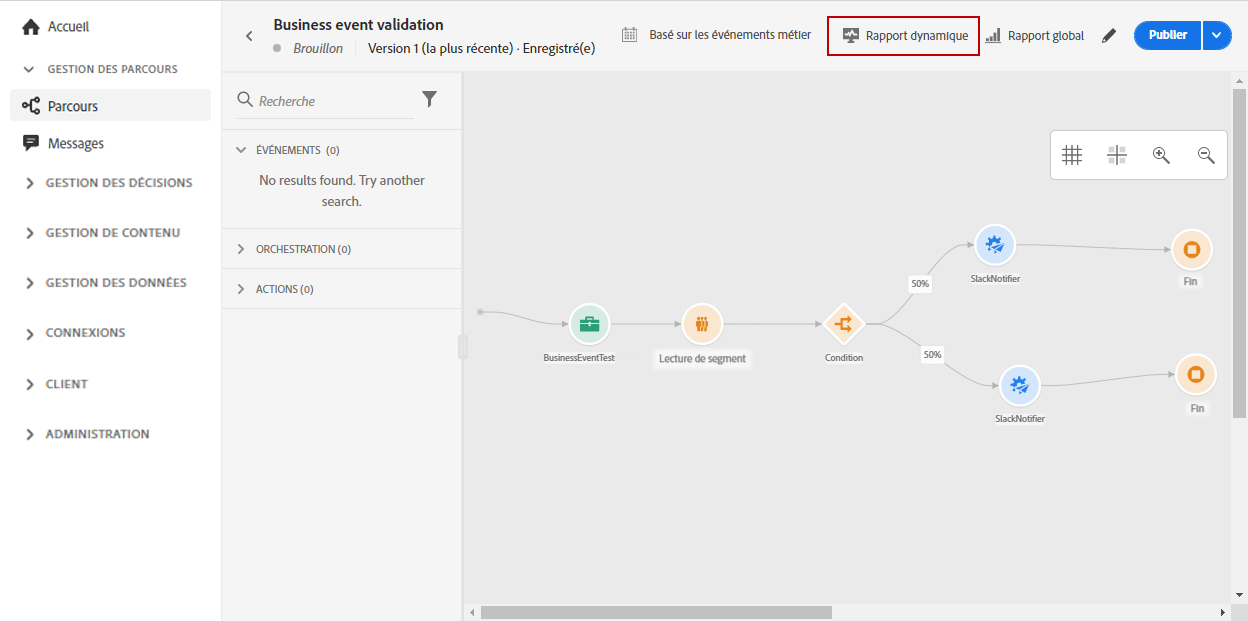 Accueil
GESTION DES PARCOURS
Parcours
Messages
GESTION DES DÉCISIONS
GESTION DE CONTENU
GESTION DES DONNÉES
CONNEXIONS
CLIENT
ADMINISTRATION
Business event validation
Brouillon
Version 1 (la plus récente) · Enregistré(e)
Basé sur les événements métier
Rapport dynamique
Rapport global
Publier
Recherche
ÉVÉNEMENTS (0)
No results found. Try another
search.
ORCHESTRATION (0)
ACTIONS (0)
BusinessEventTest
Lecture de segment
Condition
50%
SlackNotifier
Fin
50%
SlackNotifier
Fin